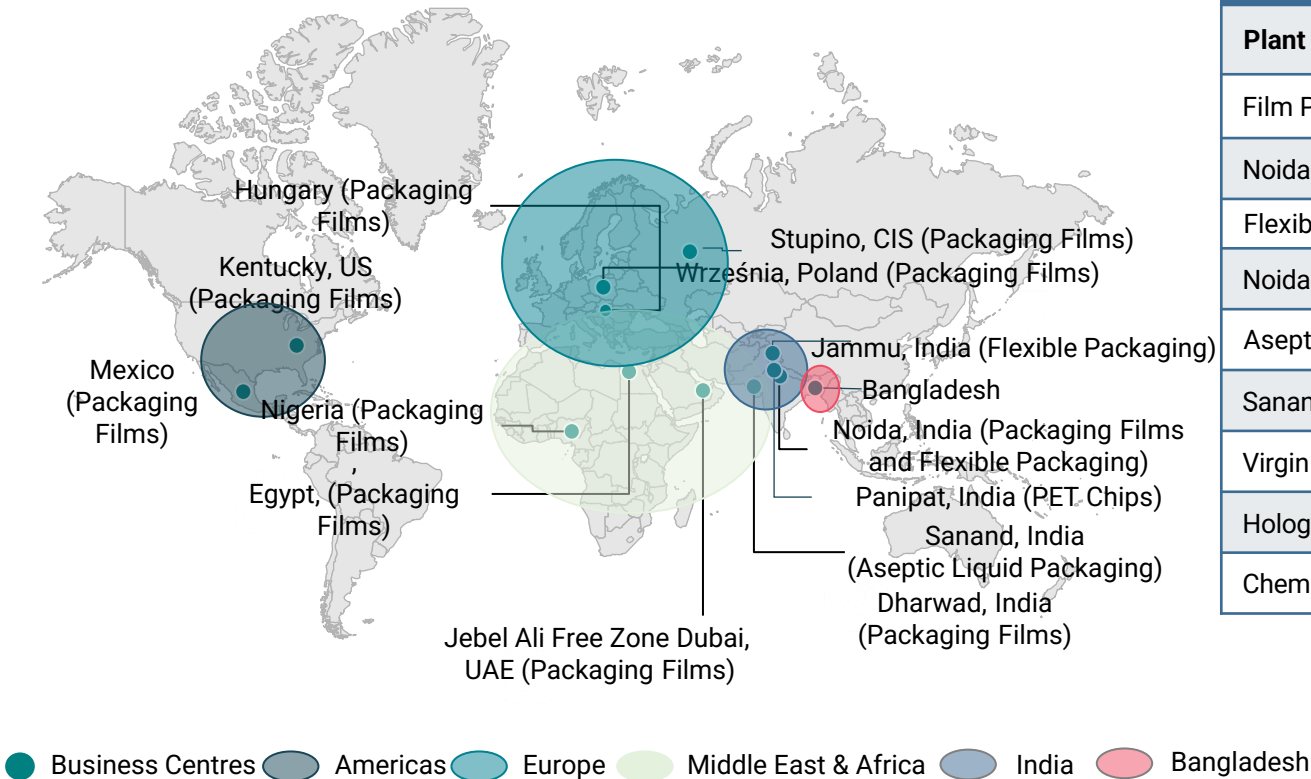 Hungary (Packaging
Films)
Kentucky, US
(Packaging Films)
Mexico
(Packaging
Films)
Nigeria (Packaging
Films)
,
Egypt, (Packaging
Films)
Jebel Ali Free Zone Dubai,
UAE (Packaging Films)
Stupino, CIS (Packaging Films)
Września, Poland (Packaging Films)
Jammu, India (Flexible Packaging)
Bangladesh
Noida, India (Packaging Films
and Flexible Packaging)
Panipat, India (PET Chips)
Sanand, India
(Aseptic Liquid Packaging)
Dharwad, India
(Packaging Films)
Plant
Film P
Noida
Flexib
Noida
Asept
Sanan
Virgin
Holog
Chem
Business Centres
Americas
Europe
Middle East & Africa
India
Bangladesh